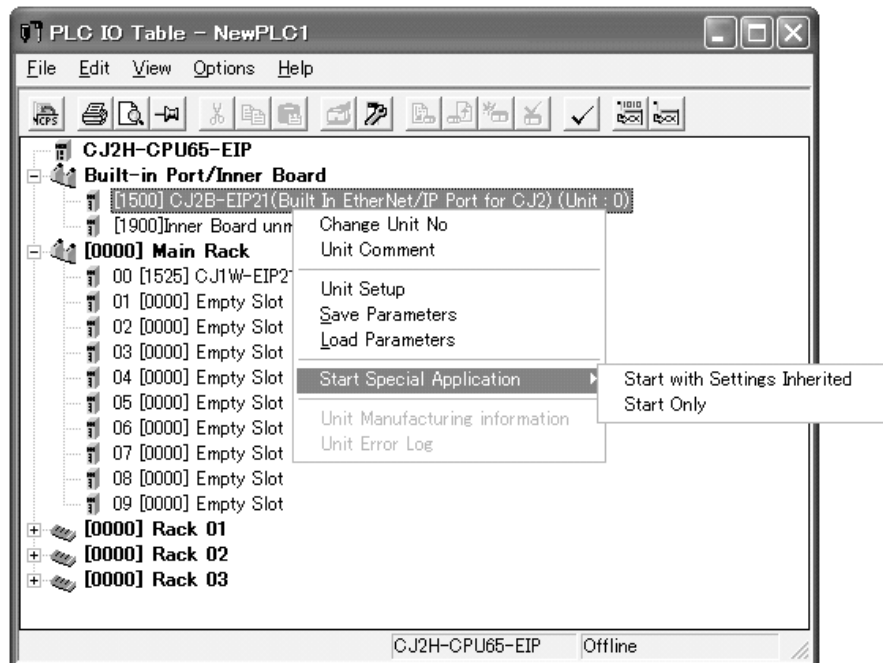 PLC IO Table - NewPLC1
File Edit View Options Help
CJ2H-CPU65-EIP
Built-in Port/Inner Board
[1500] CJ2B-EIP21(Built In EtherNet/IP Port for CJ2) (Unit : 0)
[1900]Inner Board
[0000] Main Rack
00 [1525] CJ1W-EIP21
01 [0000] Empty Slot
02 [0000] Empty Slot
03 [0000] Empty Slot
04 [0000] Empty Slot
05 [0000] Empty Slot
06 [0000] Empty Slot
07 [0000] Empty Slot
08 [0000] Empty Slot
09 [0000] Empty Slot
[0000] Rack 01
[0000] Rack 02
[0000] Rack 03
Change Unit No
Unit Comment
Unit Setup
Save Parameters
Load Parameters
Start Special Application
Unit Manufacturing information
Unit Error Log
Start with Settings Inherited
Start Only
CJ2H-CPU65-EIP Offline